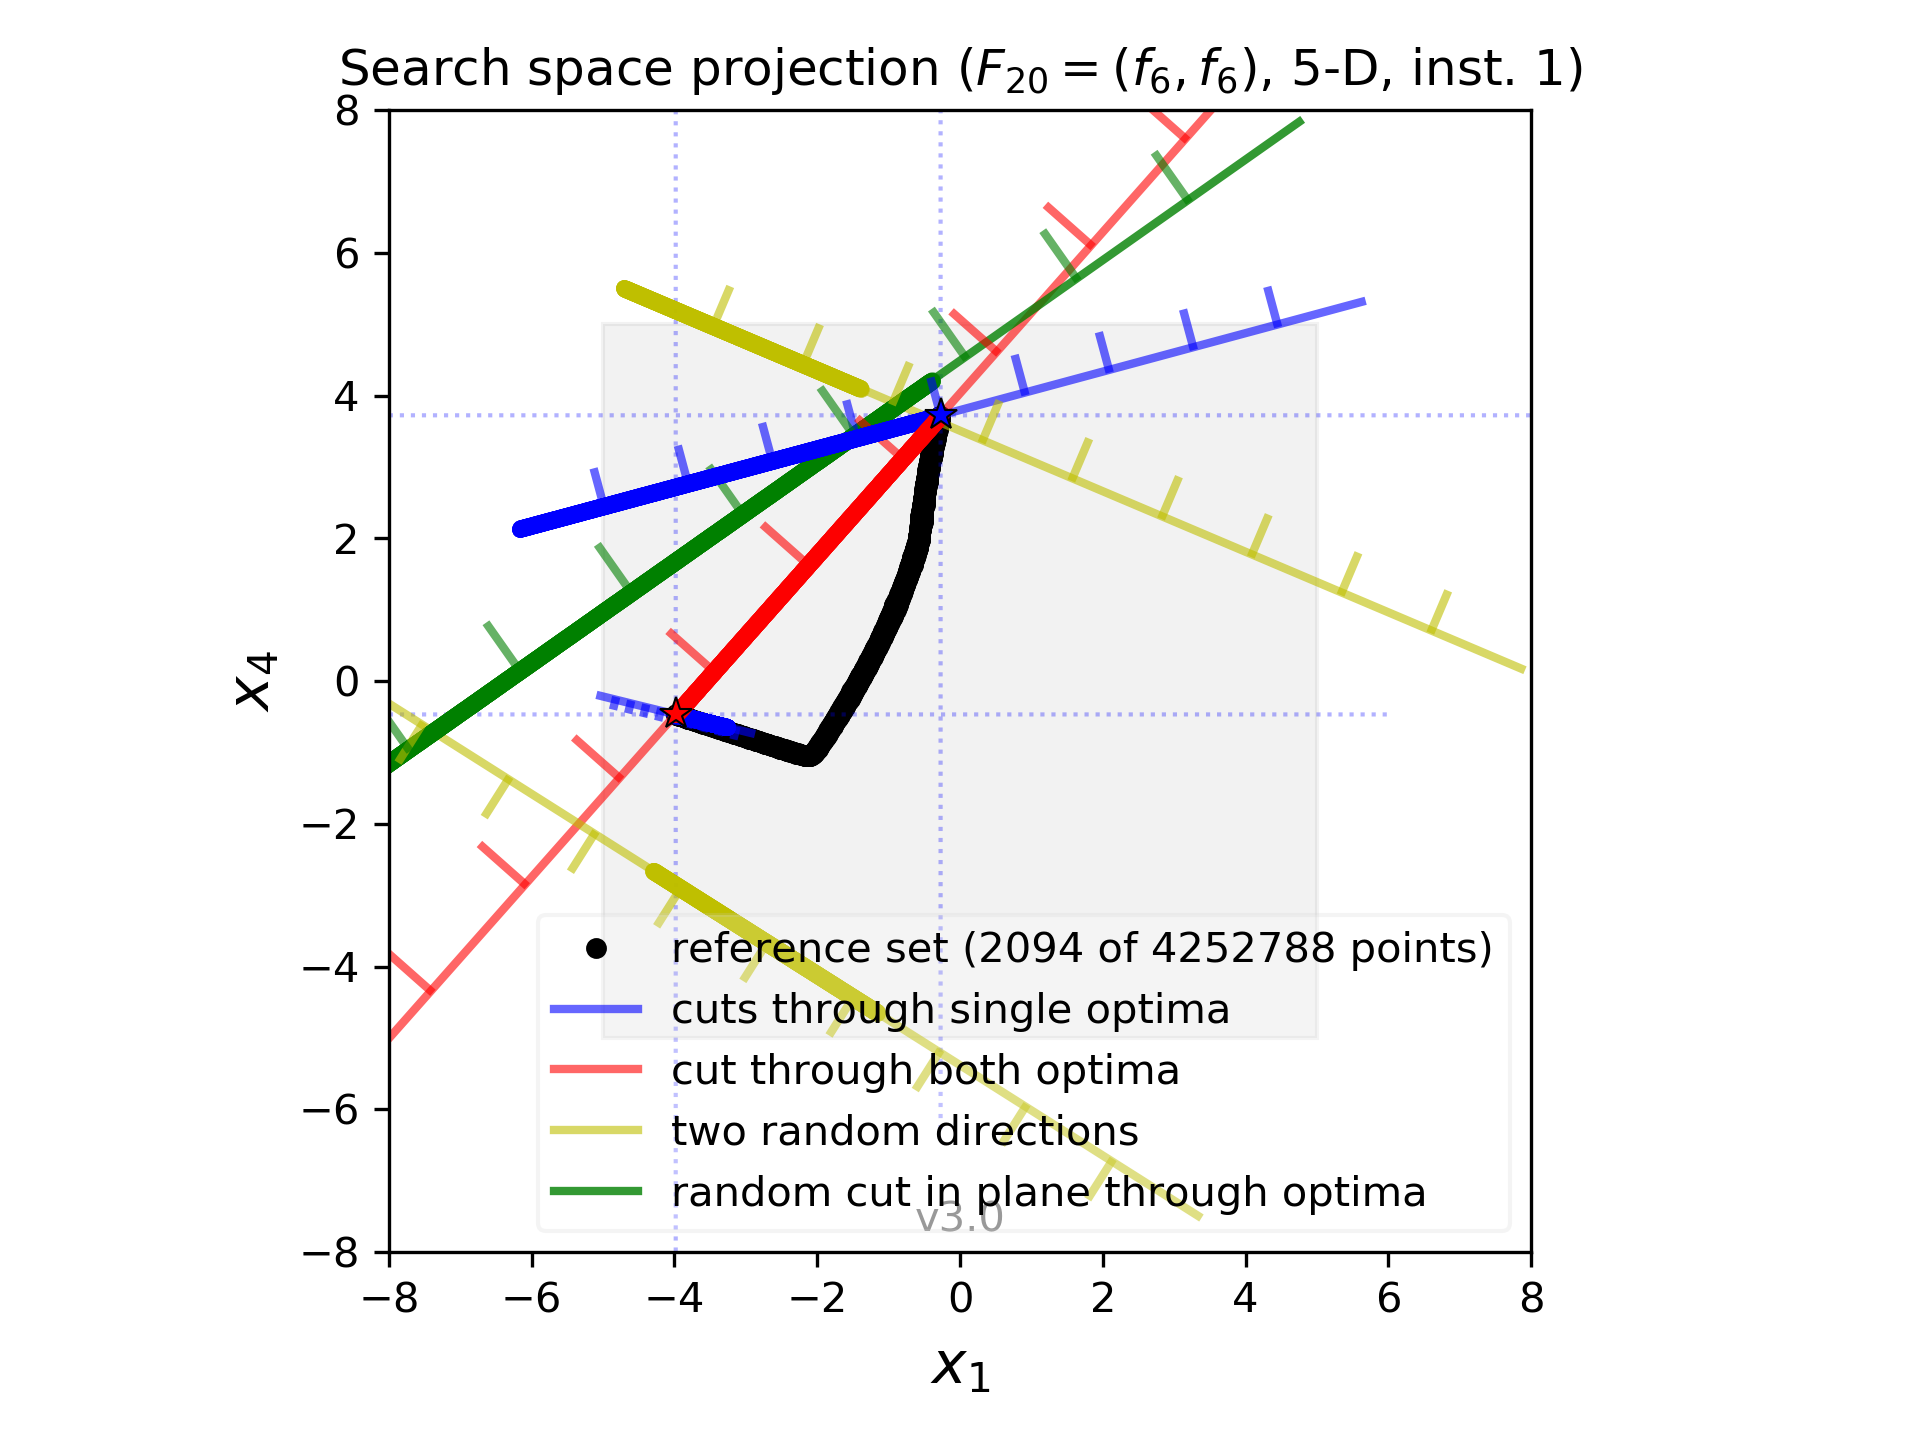 Search space projection (F₂₀ = (f₆, f₆), 5-D, inst. 1)
8
6
4
2
0
−2
−4
−6
−8
x₄
reference set (2094 of 4252788 points)
cuts through single optima
cut through both optima
two random directions
random cut in plane through optima
v3.0
−8 −6 −4 −2 0 2 4 6 8
x₁